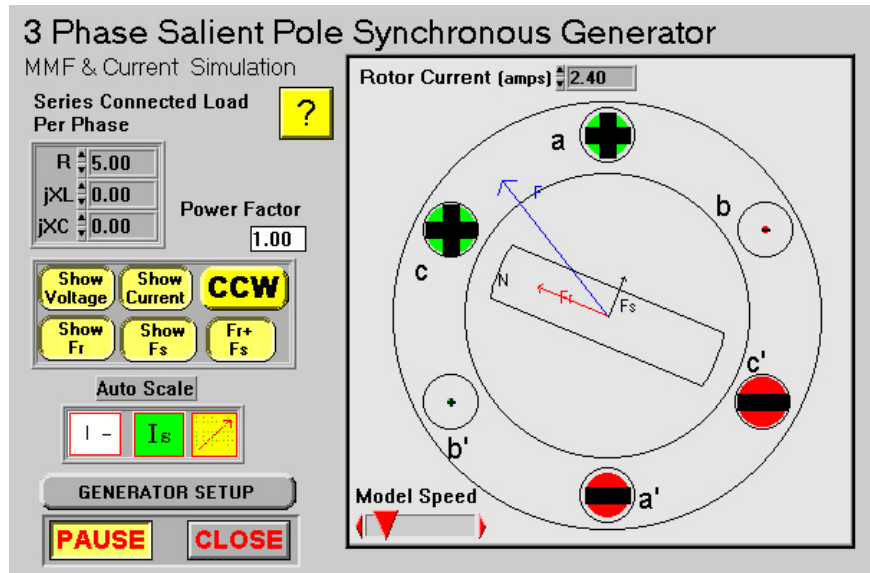 3 Phase Salient Pole Synchronous Generator
MMF & Current Simulation
Series Connected Load
Per Phase
?
R 5.00
jXL 0.00
jXC 0.00
Power Factor
1.00
Show Voltage
Show Current
CCW
Show Fr
Show Fs
Fr+ Fs
Auto Scale
I -
Is
GENERATOR SETUP
PAUSE
CLOSE
Rotor Current (amps) 2.40
a
b
c
F
N
Fr
Fs
c'
b'
a'
Model Speed